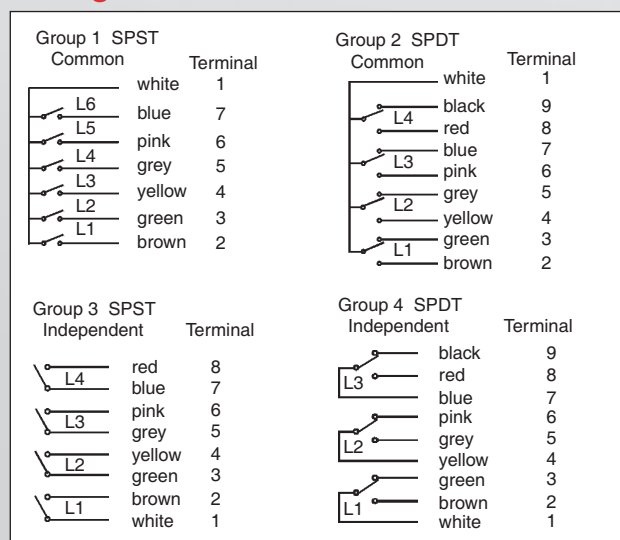 Group 1 SPST
Common Terminal
white 1
L6 blue 7
L5 pink 6
L4 grey 5
L3 yellow 4
L2 green 3
L1 brown 2
Group 2 SPDT
Common Terminal
white 1
black 9
L4
red 8
blue 7
L3
pink 6
grey 5
L2
yellow 4
green 3
L1
brown 2
Group 3 SPST
Independent Terminal
red 8
L4
blue 7
pink 6
L3
grey 5
yellow 4
L2
green 3
brown 2
L1
white 1
Group 4 SPDT
Independent Terminal
black 9
L3 red 8
blue 7
pink 6
L2 grey 5
yellow 4
green 3
L1 brown 2
white 1